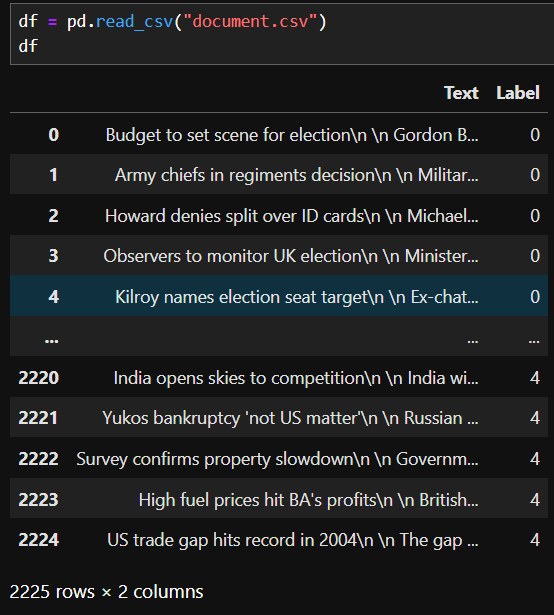 df = pd.read_csv("document.csv")
df
Text Label
0 Budget to set scene for election\n \n Gordon B... 0
1 Army chiefs in regiments decision\n \n Militar... 0
2 Howard denies split over ID cards\n \n Michael... 0
3 Observers to monitor UK election\n \n Minister... 0
4 Kilroy names election seat target\n \n Ex-chat... 0
... ... ...
2220 India opens skies to competition\n \n India wi... 4
2221 Yukos bankruptcy 'not US matter'\n \n Russian ... 4
2222 Survey confirms property slowdown\n \n Governm... 4
2223 High fuel prices hit BA's profits\n \n British... 4
2224 US trade gap hits record in 2004\n \n The gap ... 4
2225 rows × 2 columns